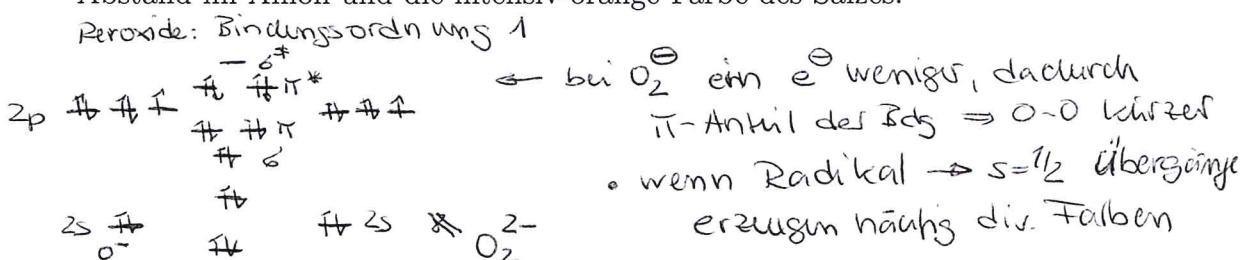 Abstand im Anion und die intensiv orange Farbe des Salzes.
Peroxide: Bindungsordnung 1
σ*
π*
2p
π
σ
2s
O⁻
2s
O₂²⁻
← bei O₂⊖ ein e⊖ weniger, dadurch
π-Anteil der Bdg ⇒ O-O kürzer
• wenn Radikal → s=1/2 Übergänge
erzeugen häufig div. Farben